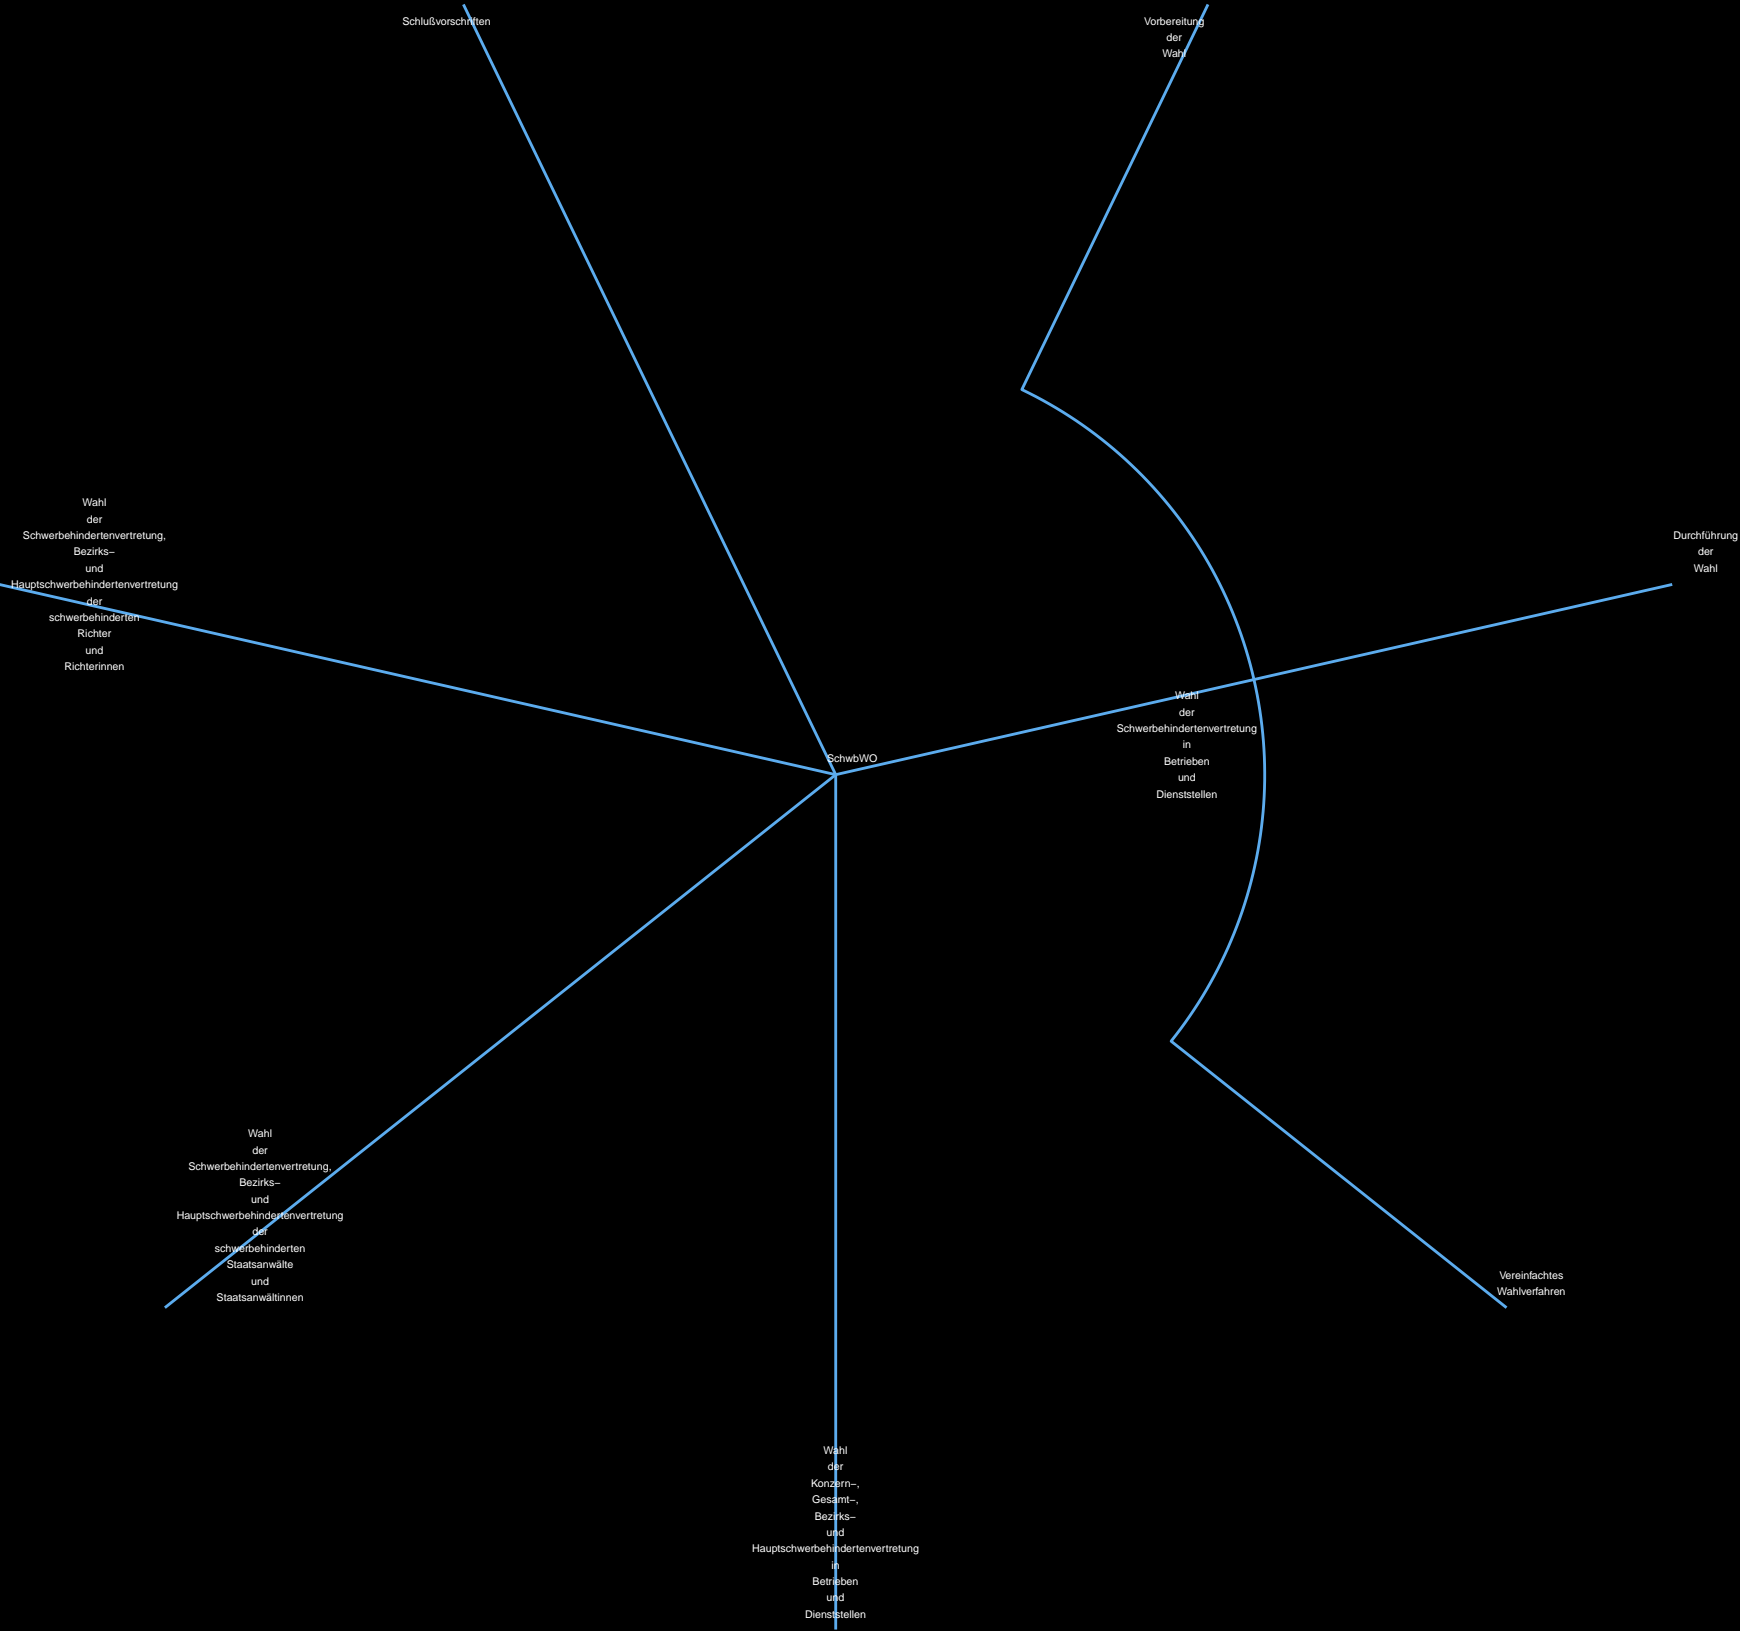 Schlußvorschriften
Vorbereitung
der
Wahl
Wahl
der
Schwerbehindertenvertretung,
Bezirks–
und
Hauptschwerbehindertenvertretung
der
schwerbehinderten
Richter
und
Richterinnen
Durchführung
der
Wahl
Wahl
der
Schwerbehindertenvertretung
in
Betrieben
und
Dienststellen
SchwbWO
Wahl
der
Schwerbehindertenvertretung,
Bezirks–
und
Hauptschwerbehindertenvertretung
der
schwerbehinderten
Staatsanwälte
und
Staatsanwältinnen
Vereinfachtes
Wahlverfahren
Wahl
der
Konzern–,
Gesamt–,
Bezirks–
und
Hauptschwerbehindertenvertretung
in
Betrieben
und
Dienststellen